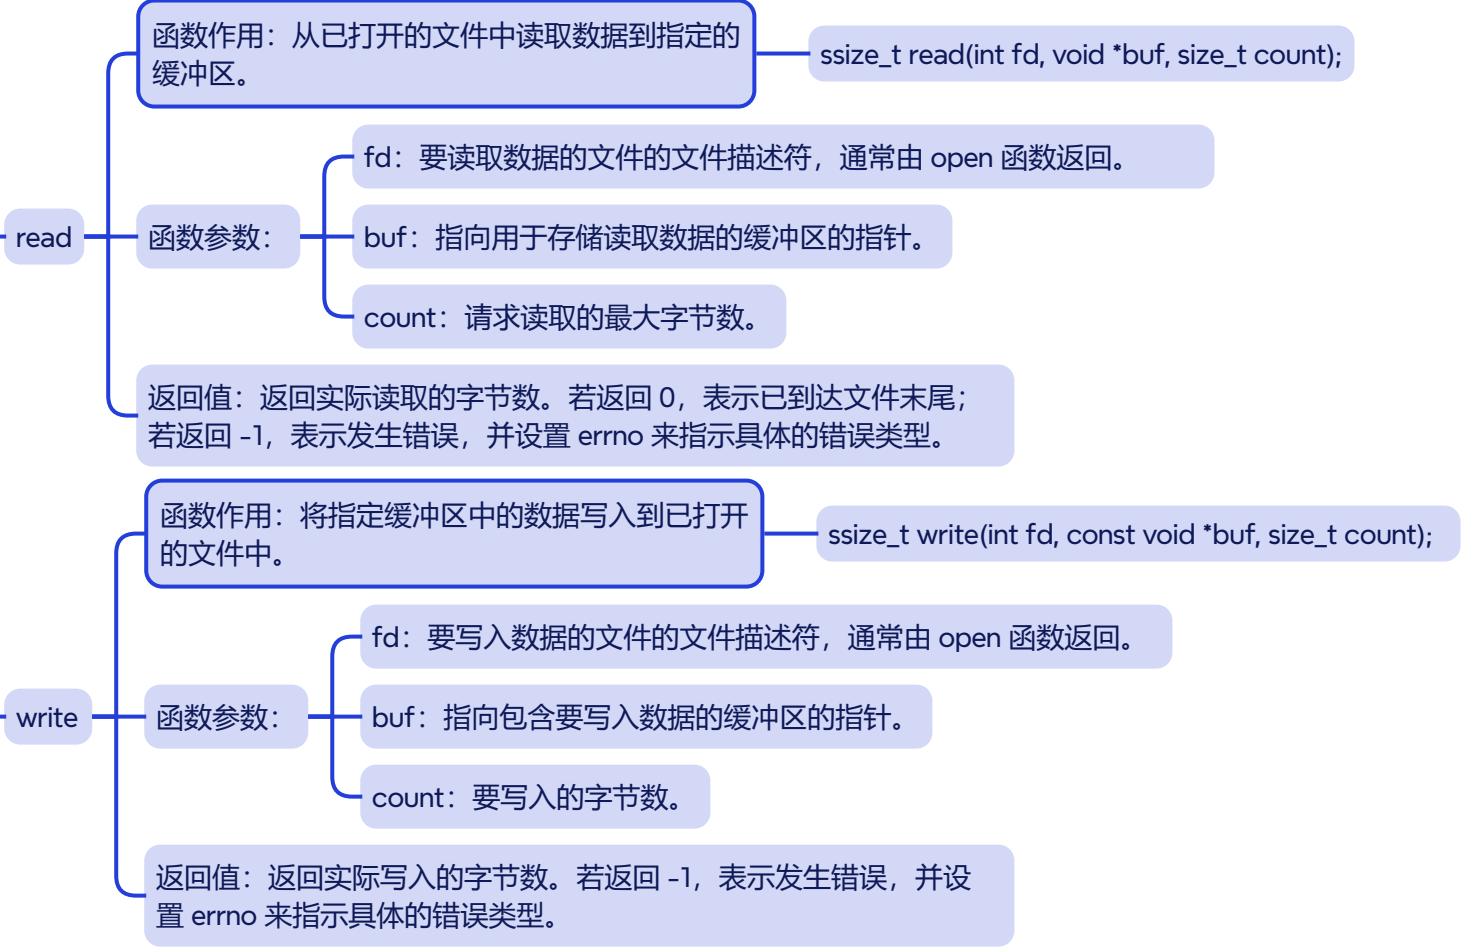 函数作用：从已打开的文件中读取数据到指定的
缓冲区。
ssize_t read(int fd, void *buf, size_t count);
read
函数参数：
fd：要读取数据的文件的文件描述符，通常由 open 函数返回。
buf：指向用于存储读取数据的缓冲区的指针。
count：请求读取的最大字节数。
返回值：返回实际读取的字节数。若返回 0，表示已到达文件末尾；
若返回 -1，表示发生错误，并设置 errno 来指示具体的错误类型。
函数作用：将指定缓冲区中的数据写入到已打开
的文件中。
ssize_t write(int fd, const void *buf, size_t count);
write
函数参数：
fd：要写入数据的文件的文件描述符，通常由 open 函数返回。
buf：指向包含要写入数据的缓冲区的指针。
count：要写入的字节数。
返回值：返回实际写入的字节数。若返回 -1，表示发生错误，并设
置 errno 来指示具体的错误类型。